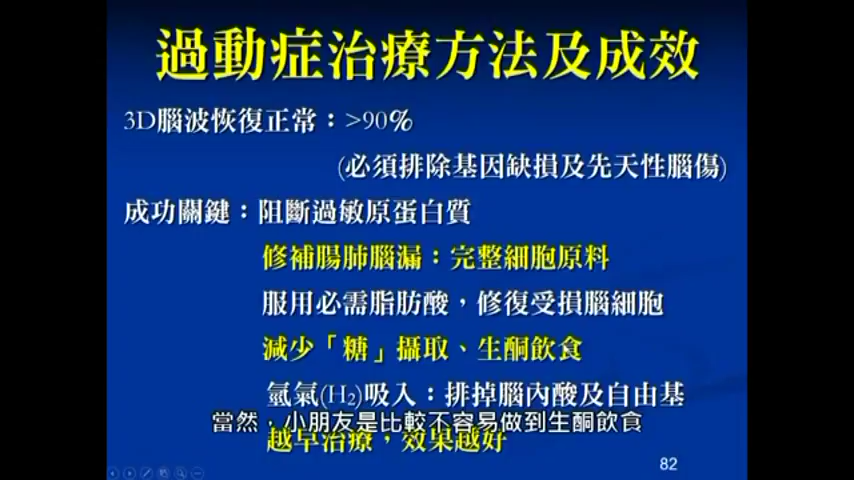 過動症治療方法及成效
3D腦波恢復正常：>90%
(必須排除基因缺損及先天性腦傷)
成功關鍵：阻斷過敏原蛋白質
修補腸肺腦漏：完整細胞原料
服用必需脂肪酸，修復受損腦細胞
減少「糖」攝取、生酮飲食
氫氣(H₂)吸入：排掉腦內酸及自由基
當然，小朋友是比較不容易做到生酮飲食
越早治療，效果越好
82